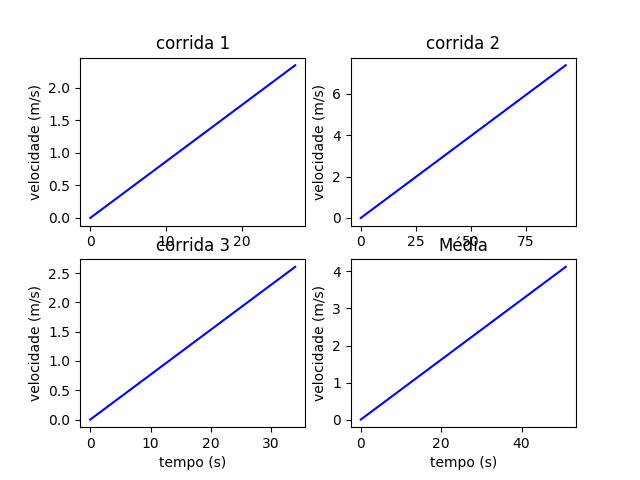 corrida 1
velocidade (m/s)
2.0
1.5
1.0
0.5
0.0
0 10 20
corrida 2
velocidade (m/s)
6
4
2
0
0 25 50 75
corrida 3
velocidade (m/s)
2.5
2.0
1.5
1.0
0.5
0.0
0 10 20 30
tempo (s)
Média
velocidade (m/s)
4
3
2
1
0
0 20 40
tempo (s)